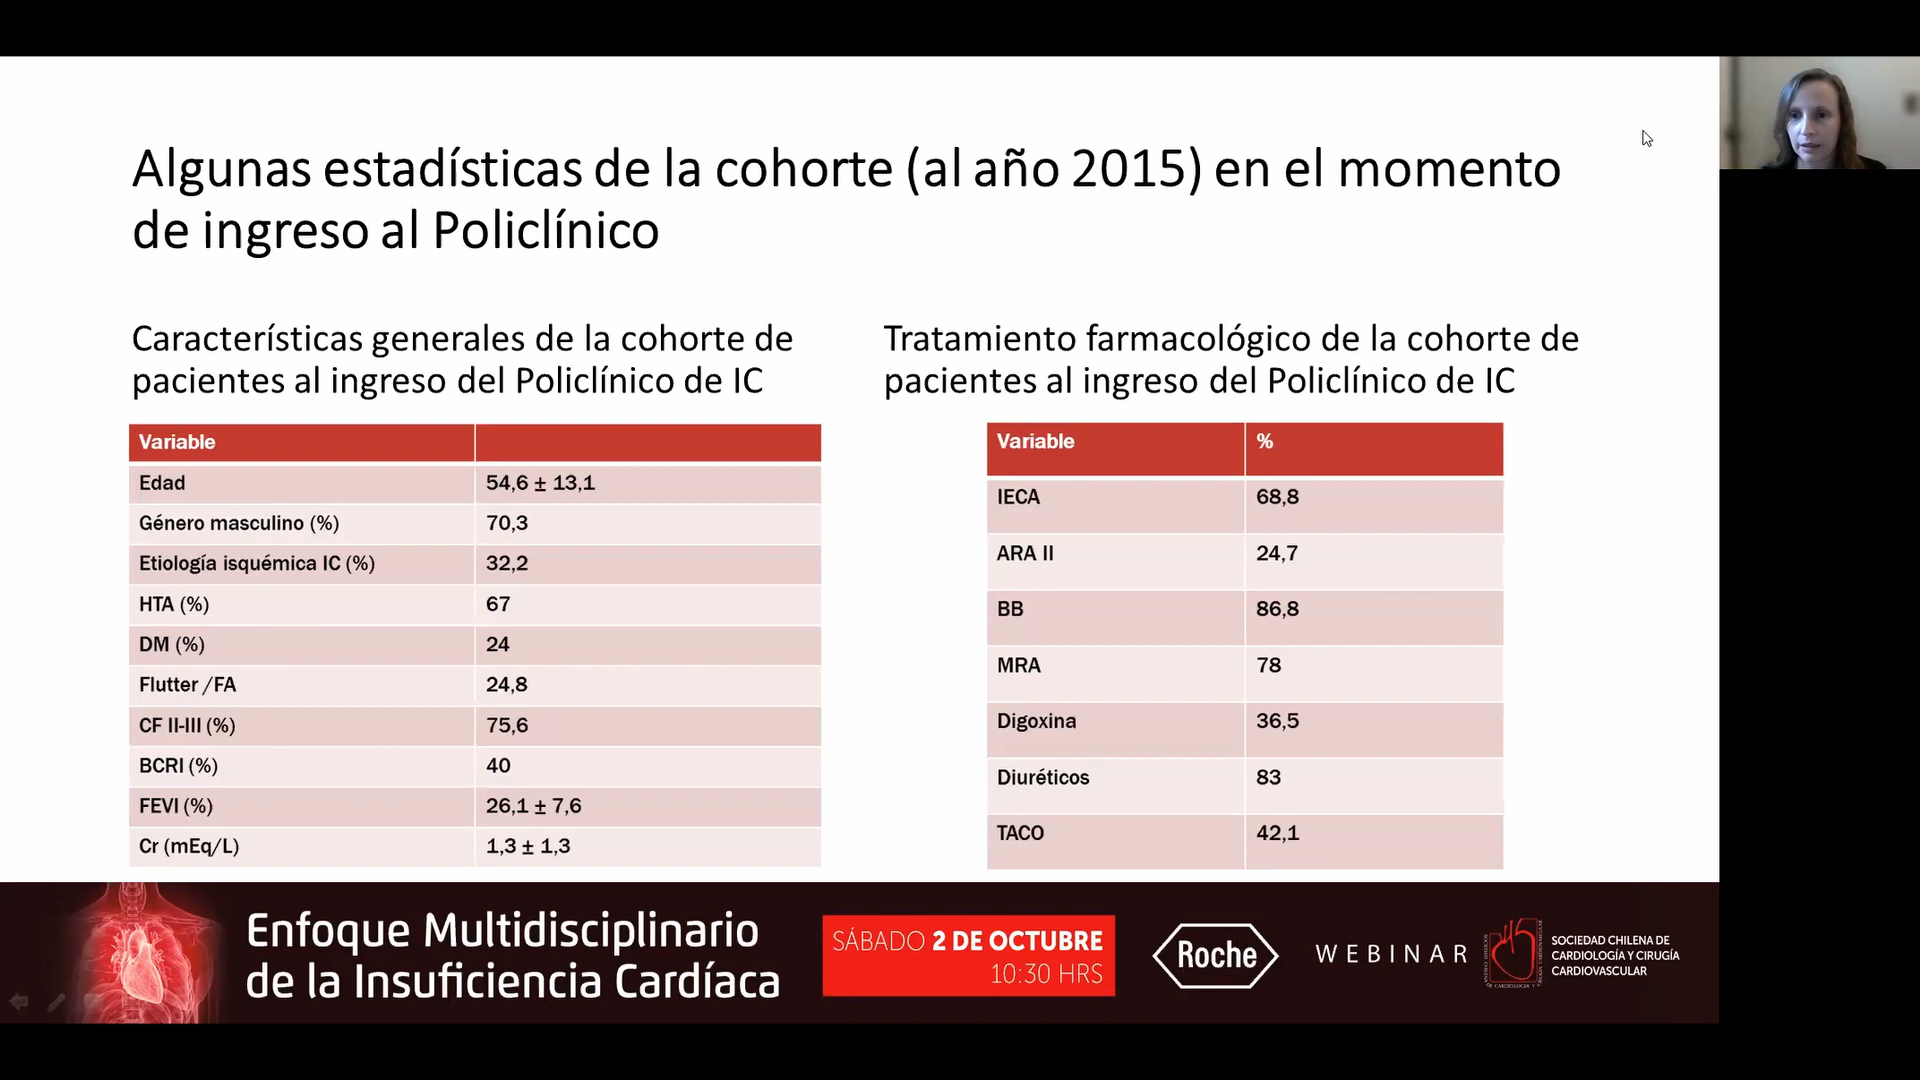 Algunas estadísticas de la cohorte (al año 2015) en el momento
de ingreso al Policlínico
Características generales de la cohorte de
pacientes al ingreso del Policlínico de IC
Variable
Edad 54,6 ± 13,1
Género masculino (%) 70,3
Etiología isquémica IC (%) 32,2
HTA (%) 67
DM (%) 24
Flutter /FA 24,8
CF II-III (%) 75,6
BCRI (%) 40
FEVI (%) 26,1 ± 7,6
Cr (mEq/L) 1,3 ± 1,3
Tratamiento farmacológico de la cohorte de
pacientes al ingreso del Policlínico de IC
Variable %
IECA 68,8
ARA II 24,7
BB 86,8
MRA 78
Digoxina 36,5
Diuréticos 83
TACO 42,1
Enfoque Multidisciplinario
de la Insuficiencia Cardíaca
SÁBADO 2 DE OCTUBRE
10:30 HRS
Roche
WEBINAR
SOCIEDAD CHILENA DE
CARDIOLOGÍA Y CIRUGÍA
CARDIOVASCULAR